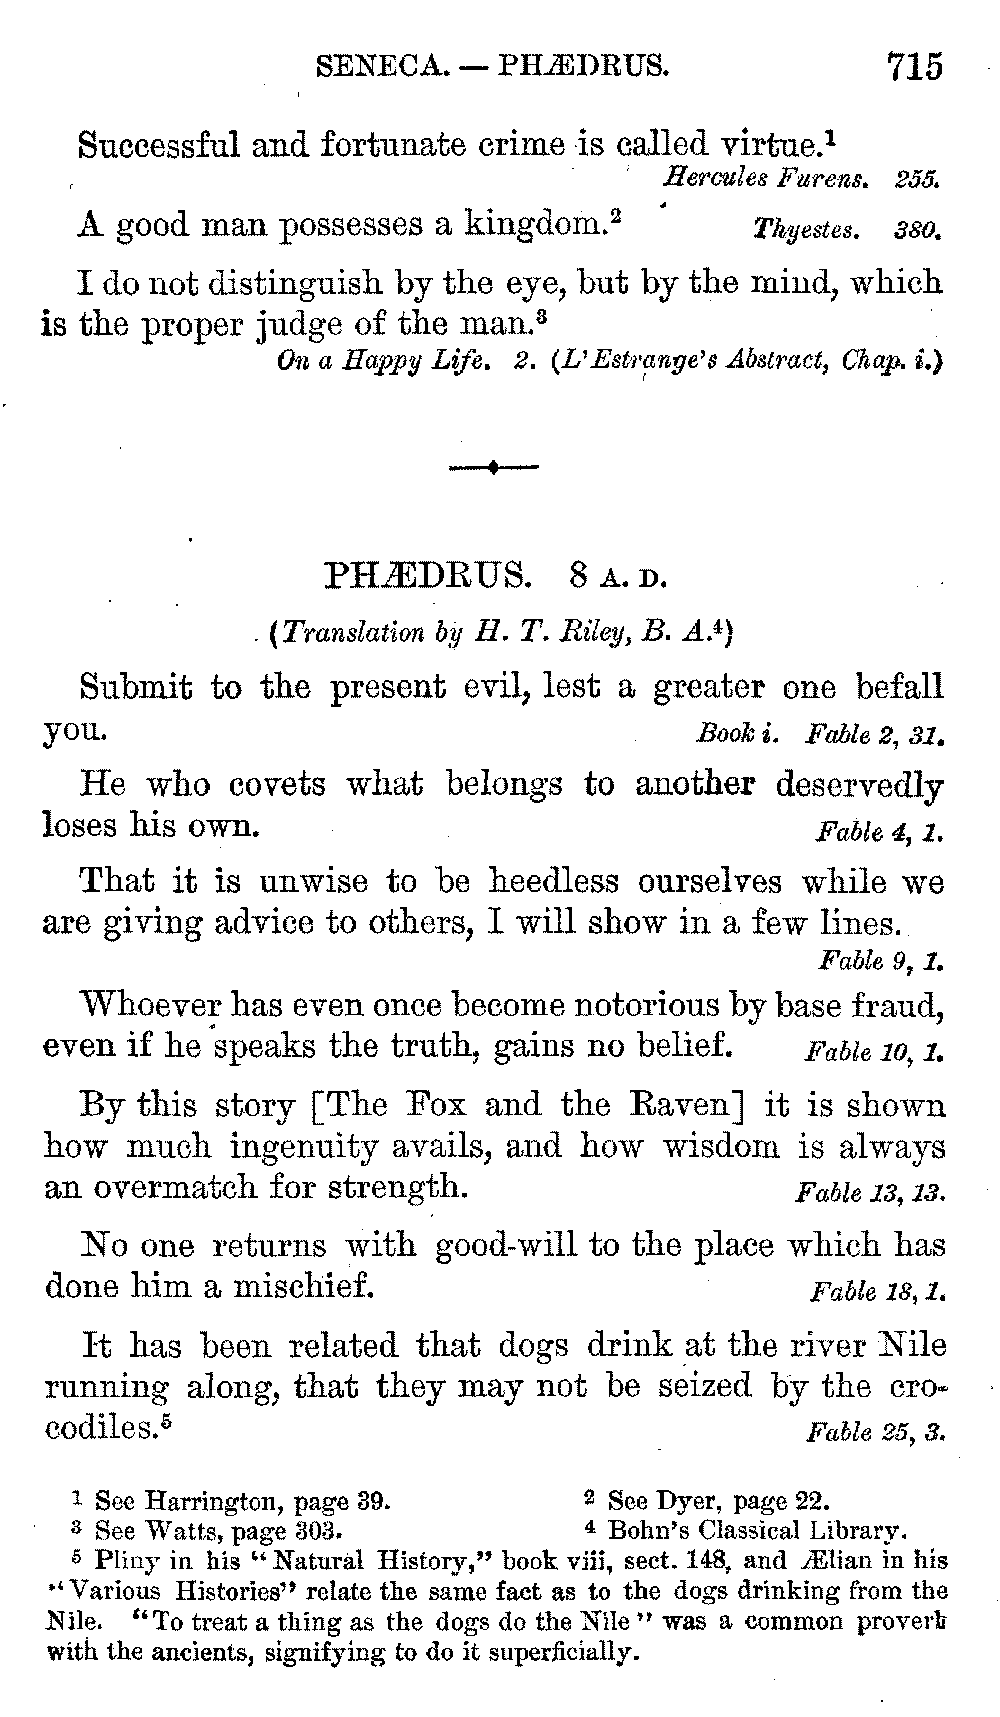 SENECA. — PHÆDRUS. 715
Successful and fortunate crime is called virtue.¹
Hercules Furens. 255.
A good man possesses a kingdom.² Thyestes. 380.
I do not distinguish by the eye, but by the mind, which
is the proper judge of the man.³
On a Happy Life. 2. (L'Estrange's Abstract, Chap. i.)
PHÆDRUS. 8 A. D.
(Translation by H. T. Riley, B. A.⁴)
Submit to the present evil, lest a greater one befall
you. Book i. Fable 2, 31.
He who covets what belongs to another deservedly
loses his own. Fable 4, 1.
That it is unwise to be heedless ourselves while we
are giving advice to others, I will show in a few lines.
Fable 9, 1.
Whoever has even once become notorious by base fraud,
even if he speaks the truth, gains no belief. Fable 10, 1.
By this story [The Fox and the Raven] it is shown
how much ingenuity avails, and how wisdom is always
an overmatch for strength. Fable 13, 13.
No one returns with good-will to the place which has
done him a mischief. Fable 18, 1.
It has been related that dogs drink at the river Nile
running along, that they may not be seized by the cro-
codiles.⁵ Fable 25, 3.
¹ See Harrington, page 39. ² See Dyer, page 22.
³ See Watts, page 303. ⁴ Bohn's Classical Library.
⁵ Pliny in his "Natural History," book viii, sect. 148, and Ælian in his
"Various Histories" relate the same fact as to the dogs drinking from the
Nile. "To treat a thing as the dogs do the Nile" was a common proverb
with the ancients, signifying to do it superficially.